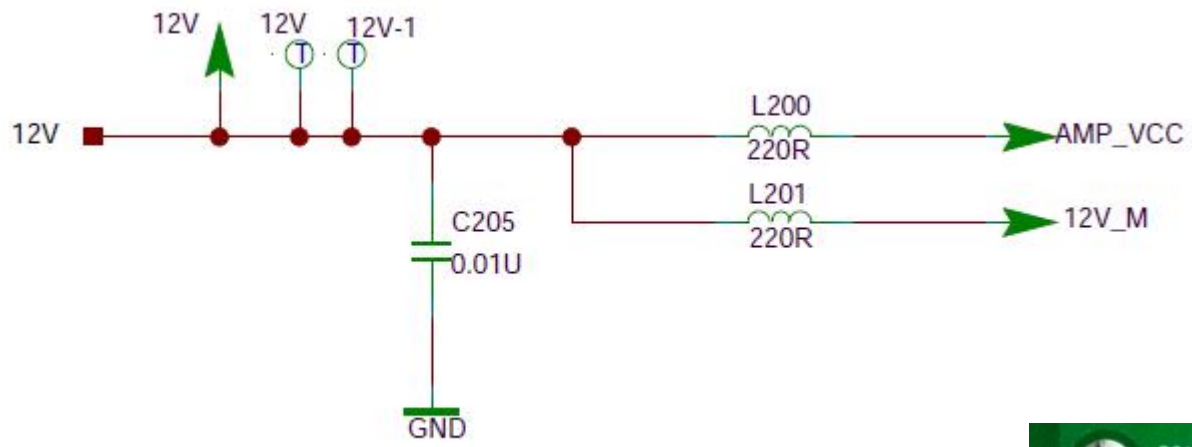 12V
12V
12V-1
T
T
12V
L200
220R
AMP_VCC
L201
220R
12V_M
C205
0.01U
GND